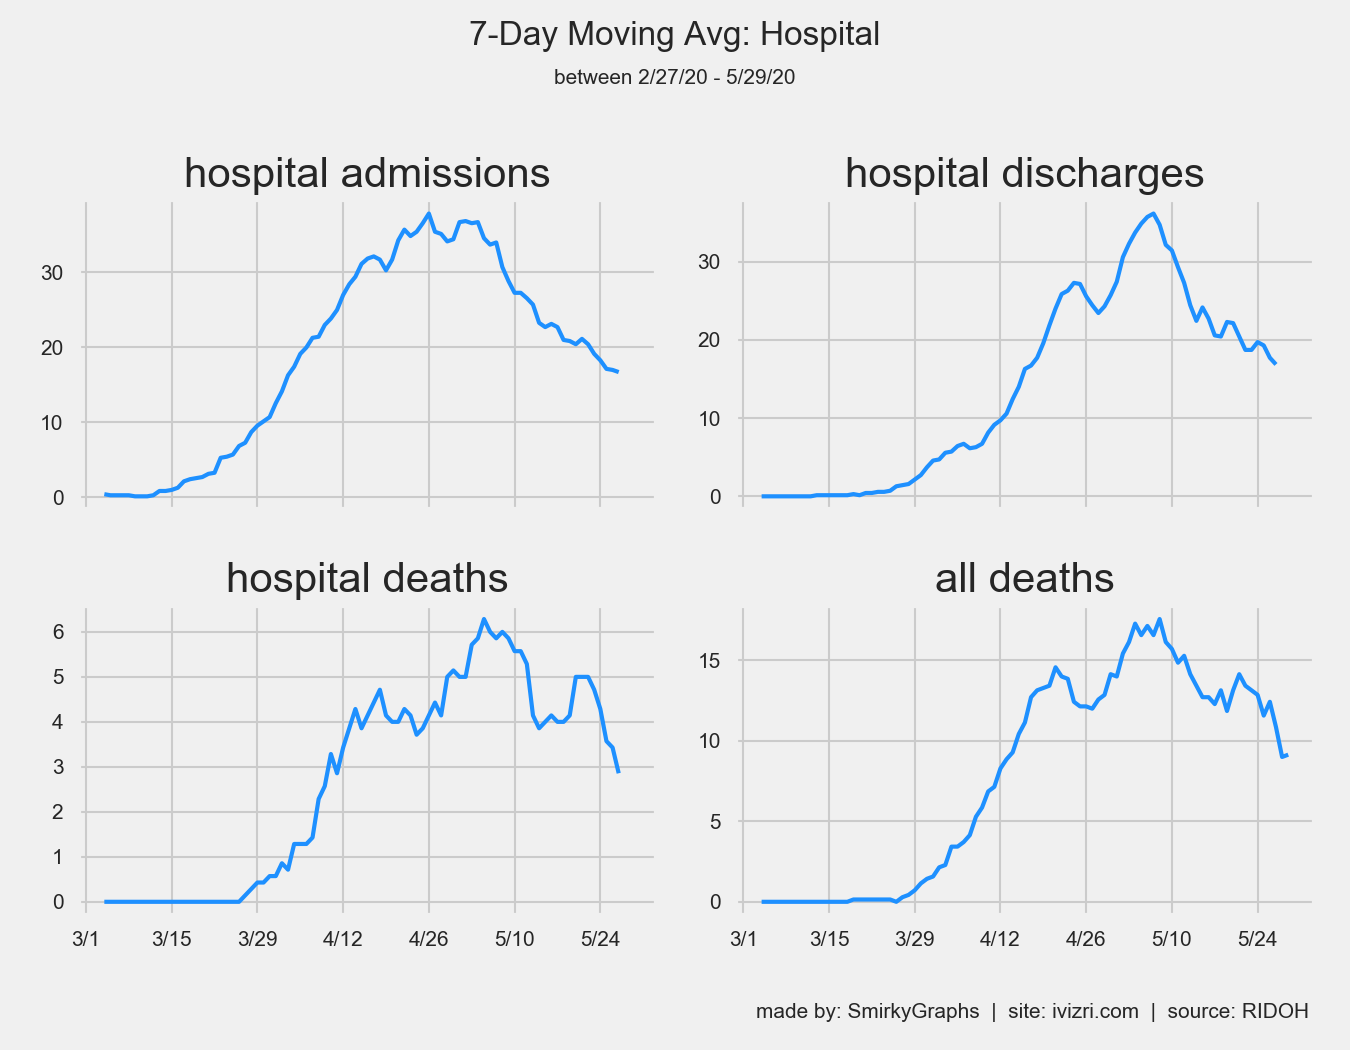 7-Day Moving Avg: Hospital
between 2/27/20 - 5/29/20
hospital admissions
30
20
10
0
hospital discharges
30
20
10
0
hospital deaths
6
5
4
3
2
1
0
3/1 3/15 3/29 4/12 4/26 5/10 5/24
all deaths
15
10
5
0
3/1 3/15 3/29 4/12 4/26 5/10 5/24
made by: SmirkyGraphs | site: ivizri.com | source: RIDOH